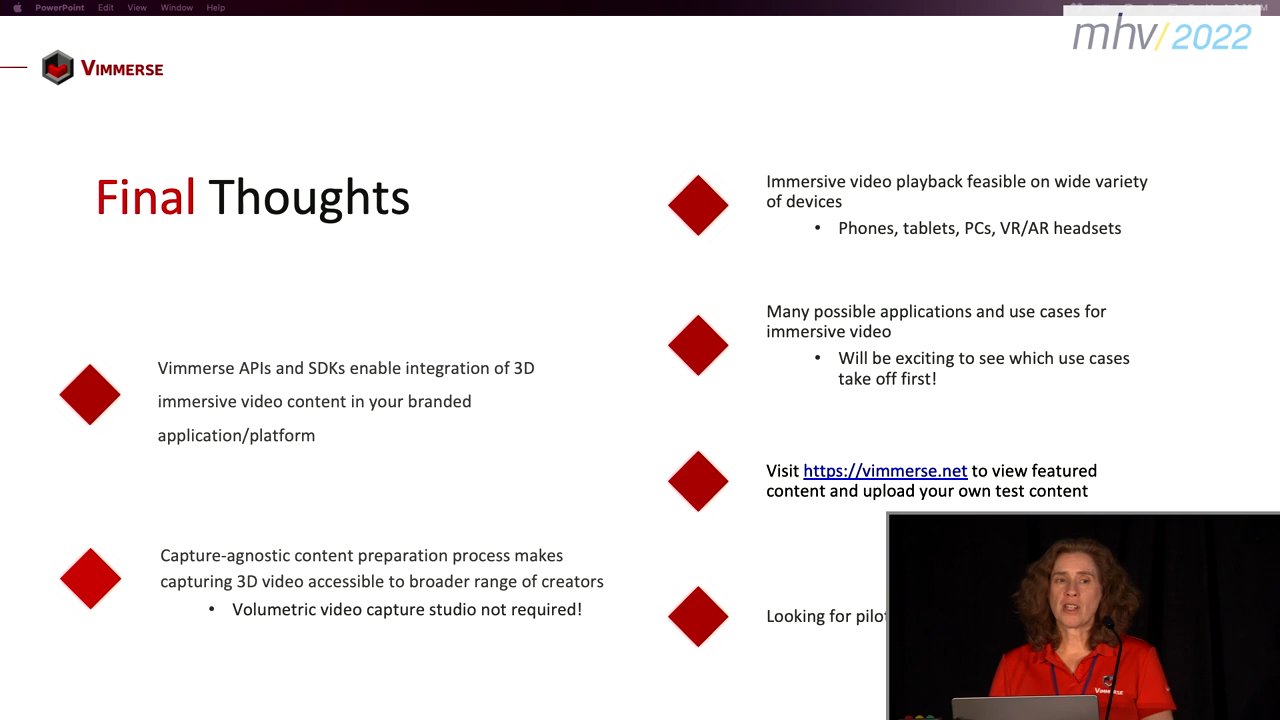 PowerPoint Edit View Window Help
mhv/2022
VIMMERSE
Final Thoughts
Vimmerse APIs and SDKs enable integration of 3D
immersive video content in your branded
application/platform
Capture-agnostic content preparation process makes
capturing 3D video accessible to broader range of creators
• Volumetric video capture studio not required!
Immersive video playback feasible on wide variety
of devices
• Phones, tablets, PCs, VR/AR headsets
Many possible applications and use cases for
immersive video
• Will be exciting to see which use cases
take off first!
Visit https://vimmerse.net to view featured
content and upload your own test content
Looking for
VIMMERSE